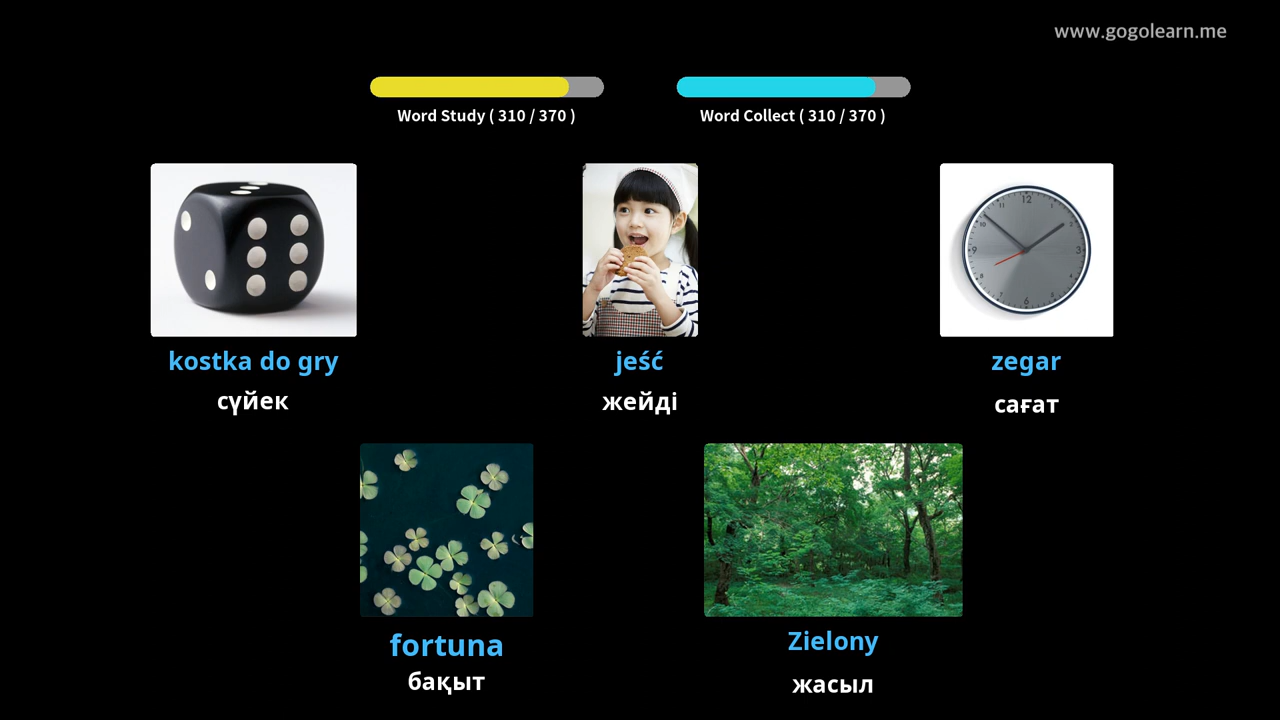 www.gogolearn.me
Word Study ( 310 / 370 )
Word Collect ( 310 / 370 )
kostka do gry
сүйек
jeść
жейді
zegar
сағат
fortuna
бақыт
Zielony
жасыл